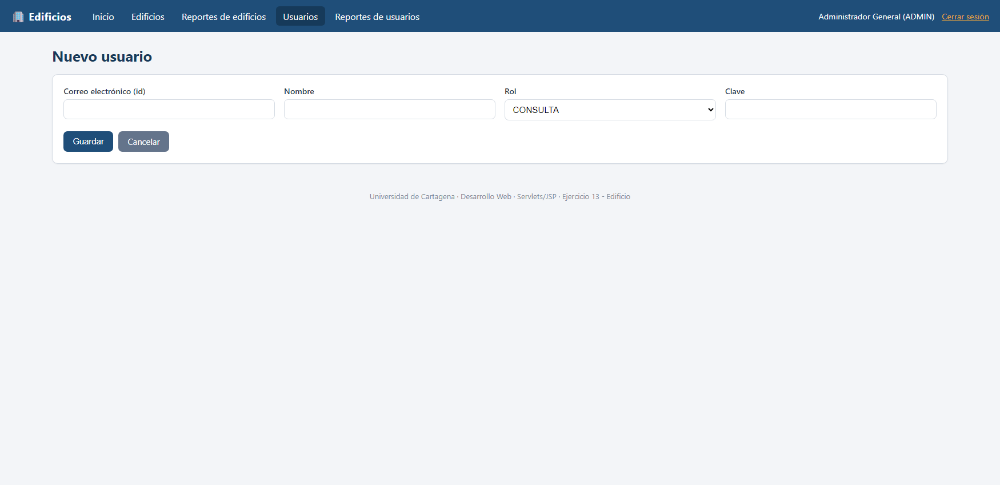 Edificios Inicio Edificios Reportes de edificios Usuarios Reportes de usuarios Administrador General (ADMIN) Cerrar sesión
Nuevo usuario
Correo electrónico (id) Nombre Rol Clave
CONSULTA
Guardar Cancelar
Universidad de Cartagena · Desarrollo Web · Servlets/JSP · Ejercicio 13 - Edificio